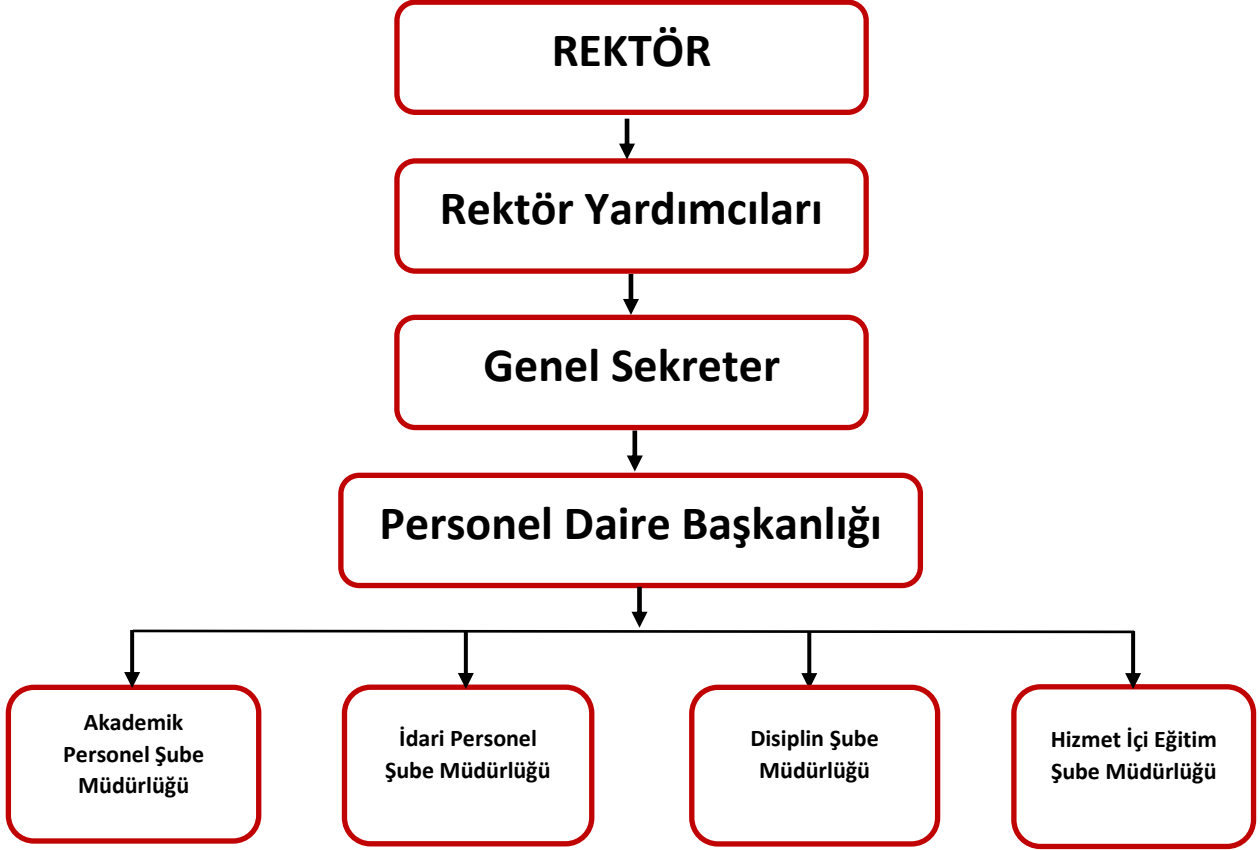 REKTÖR
Rektör Yardımcıları
Genel Sekreter
Personel Daire Başkanlığı
Akademik
Personel Şube
Müdürlüğü
İdari Personel
Şube Müdürlüğü
Disiplin Şube
Müdürlüğü
Hizmet İçi Eğitim
Şube Müdürlüğü